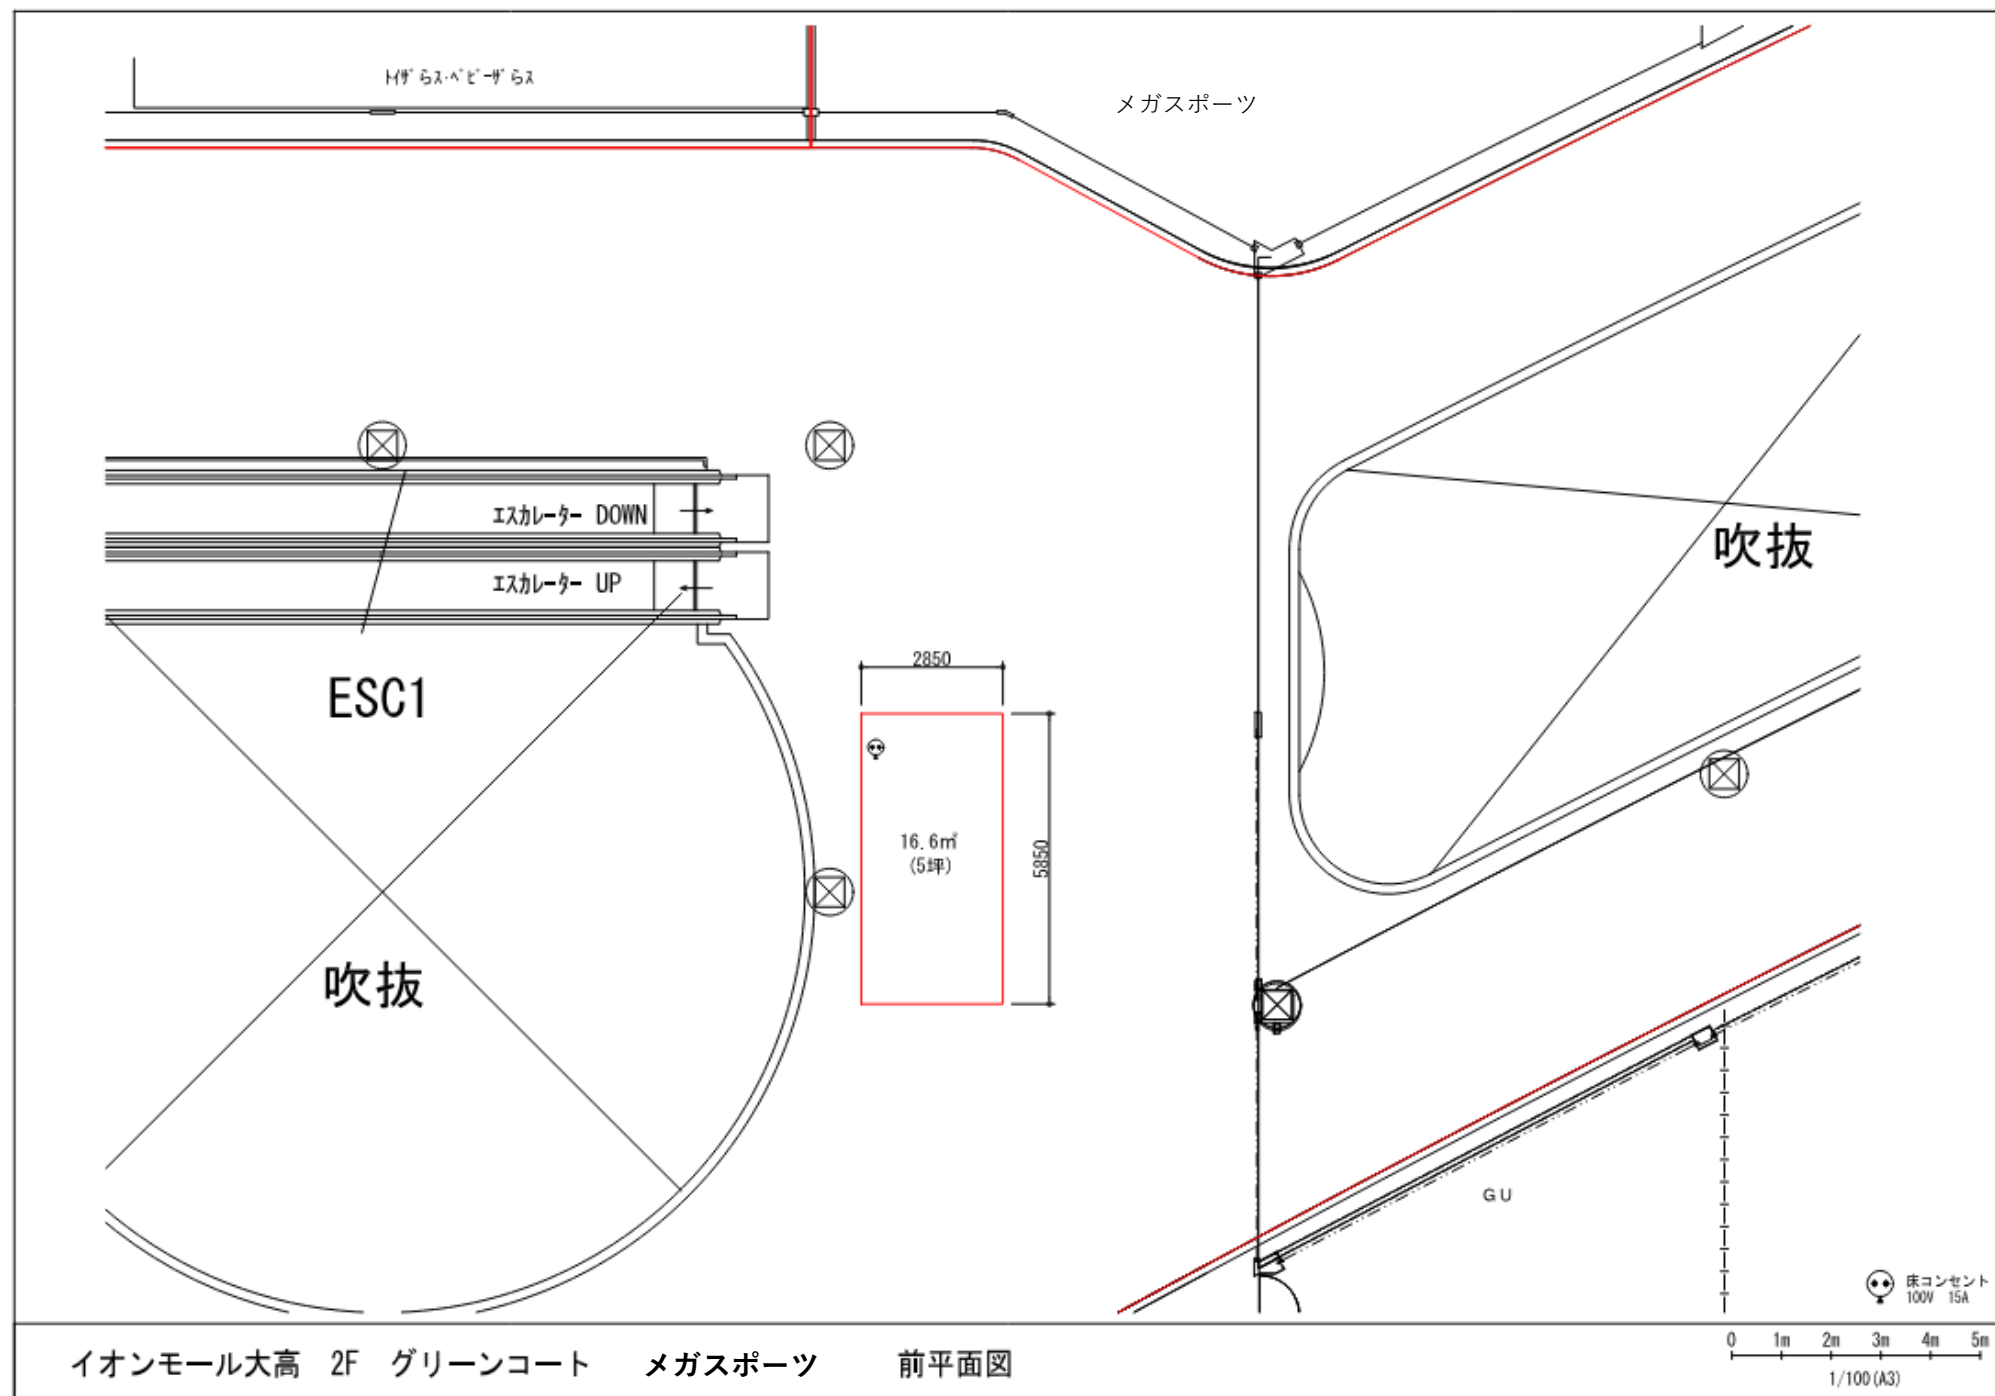 トイザらス・ベビーザらス
メガスポーツ
エスカレーター DOWN
エスカレーター UP
吹抜
ESC1
2850
16.6㎡
(5坪)
5850
吹抜
GU
床コンセント
100V 15A
0 1m 2m 3m 4m 5m
1/100(A3)
イオンモール大高 2F グリーンコート メガスポーツ 前平面図